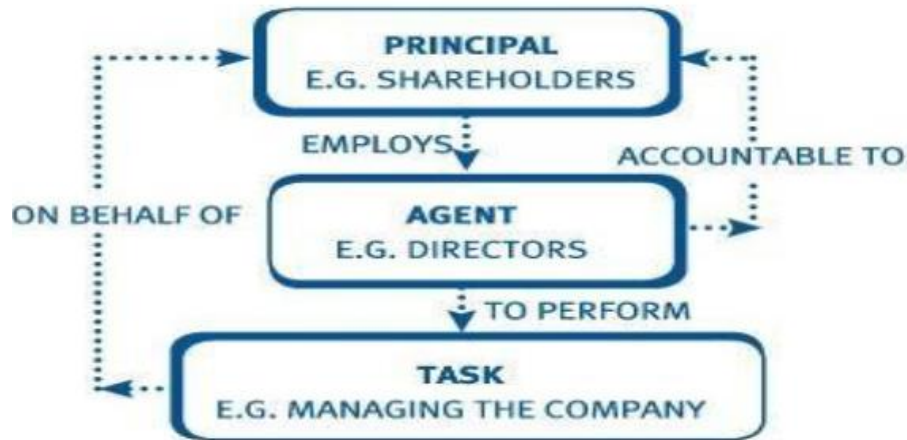 PRINCIPAL
E.G. SHAREHOLDERS
EMPLOYS
ACCOUNTABLE TO
ON BEHALF OF
AGENT
E.G. DIRECTORS
TO PERFORM
TASK
E.G. MANAGING THE COMPANY